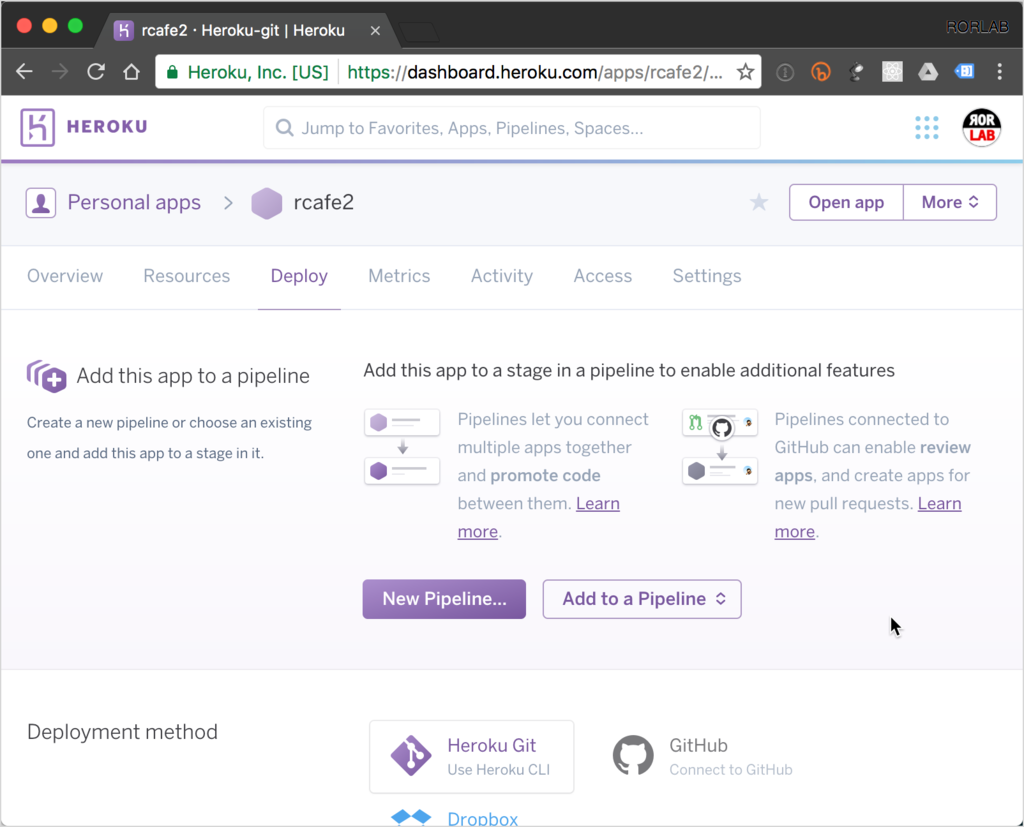 rcafe2 · Heroku-git | Heroku
RORLAB
Heroku, Inc. [US] https://dashboard.heroku.com/apps/rcafe2/...
HEROKU
Jump to Favorites, Apps, Pipelines, Spaces...
ROR
LAB
Personal apps > rcafe2
Open app
More
Overview Resources Deploy Metrics Activity Access Settings
Add this app to a pipeline
Create a new pipeline or choose an existing
one and add this app to a stage in it.
Add this app to a stage in a pipeline to enable additional features
Pipelines let you connect
multiple apps together
and promote code
between them. Learn
more.
Pipelines connected to
GitHub can enable review
apps, and create apps for
new pull requests. Learn
more.
New Pipeline...
Add to a Pipeline
Deployment method
Heroku Git
Use Heroku CLI
GitHub
Connect to GitHub
Dropbox